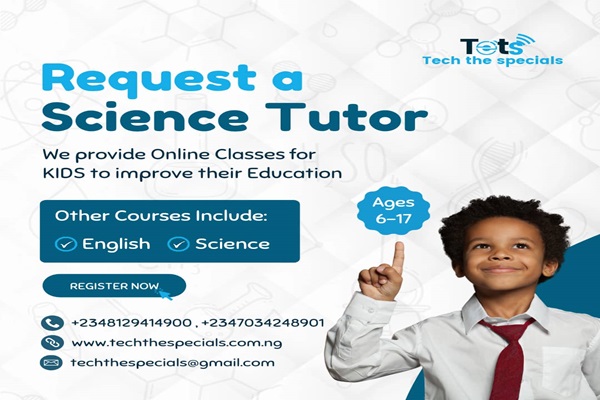 Tets
Tech the specials
Request a
Science Tutor
We provide Online Classes for
KIDS to improve their Education
Ages
6-17
Other Courses Include:
English Science
REGISTER NOW
+2348129414900 , +2347034248901
www.techthespecials.com.ng
techthespecials@gmail.com